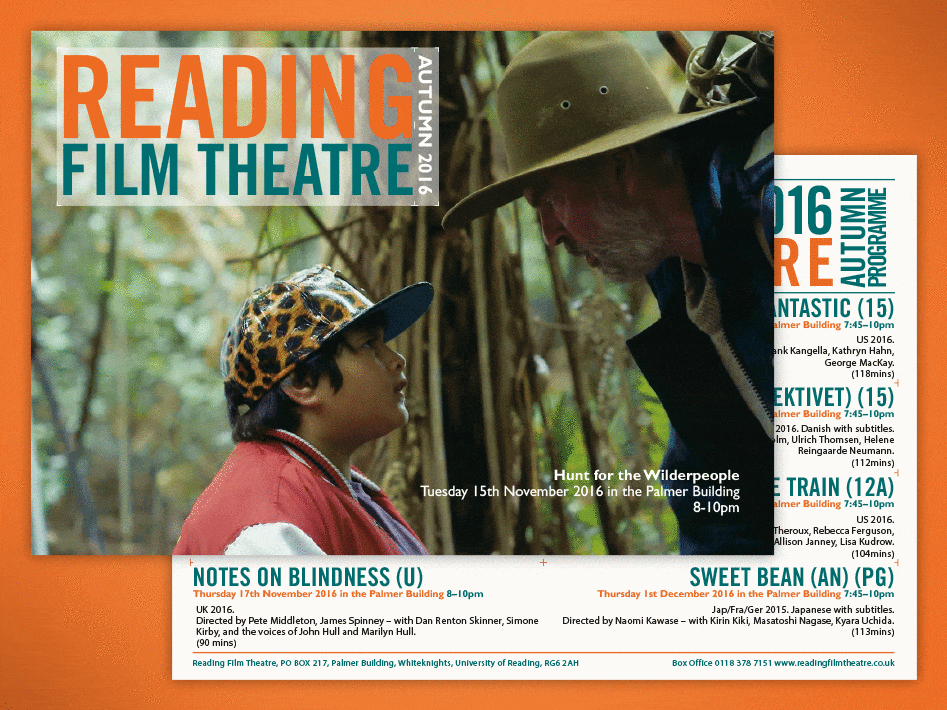 READING
FILM THEATRE
AUTUMN 2016
Hunt for the Wilderpeople
Tuesday 15th November 2016 in the Palmer Building
8-10pm
016
RE
AUTUMN
PROGRAMME
ANTASTIC (15)
almer Building 7:45–10pm
US 2016.
ank Kangella, Kathryn Hahn,
George MacKay.
(118mins)
EKTIVET) (15)
almer Building 7:45–10pm
2016. Danish with subtitles.
olm, Ulrich Thomsen, Helene
Reingaarde Neumann.
(112mins)
E TRAIN (12A)
almer Building 7:45–10pm
US 2016.
Theroux, Rebecca Ferguson,
Allison Janney, Lisa Kudrow.
(104mins)
NOTES ON BLINDNESS (U)
Thursday 17th November 2016 in the Palmer Building 8–10pm
UK 2016.
Directed by Pete Middleton, James Spinney – with Dan Renton Skinner, Simone
Kirby, and the voices of John Hull and Marilyn Hull.
(90 mins)
SWEET BEAN (AN) (PG)
Thursday 1st December 2016 in the Palmer Building 7:45–10pm
Jap/Fra/Ger 2015. Japanese with subtitles.
Directed by Naomi Kawase – with Kirin Kiki, Masatoshi Nagase, Kyara Uchida.
(113mins)
Reading Film Theatre, PO BOX 217, Palmer Building, Whiteknights, University of Reading, RG6 2AH
Box Office 0118 378 7151 www.readingfilmtheatre.co.uk